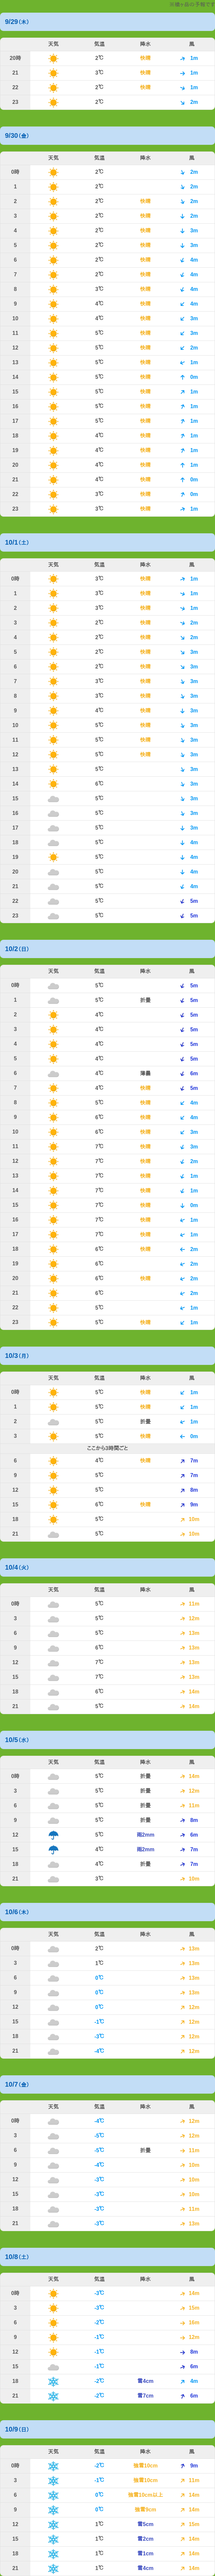 9/29 (木)
天気 気温 降水 風
20時 2℃ 快晴 1m
21 3℃ 快晴 1m
22 2℃ 快晴 1m
23 2℃ 2m
9/30 (金)
天気 気温 降水 風
0時 2℃ 2m
1 2℃ 2m
2 2℃ 快晴 2m
3 2℃ 快晴 2m
4 2℃ 快晴 3m
5 2℃ 快晴 3m
6 2℃ 快晴 4m
7 2℃ 快晴 4m
8 3℃ 快晴 4m
9 4℃ 快晴 4m
10 4℃ 快晴 3m
11 5℃ 快晴 3m
12 5℃ 快晴 2m
13 5℃ 快晴 1m
14 5℃ 快晴 0m
15 5℃ 快晴 1m
16 5℃ 快晴 1m
17 5℃ 快晴 1m
18 4℃ 快晴 1m
19 4℃ 快晴 1m
20 4℃ 快晴 1m
21 4℃ 快晴 0m
22 3℃ 快晴 0m
23 3℃ 快晴 1m
10/1 (土)
天気 気温 降水 風
0時 3℃ 快晴 1m
1 3℃ 快晴 1m
2 3℃ 快晴 1m
3 2℃ 快晴 2m
4 2℃ 快晴 2m
5 2℃ 快晴 3m
6 2℃ 快晴 3m
7 3℃ 快晴 3m
8 3℃ 快晴 3m
9 4℃ 快晴 3m
10 5℃ 快晴 3m
11 5℃ 快晴 3m
12 5℃ 快晴 3m
13 5℃ 3m
14 6℃ 3m
15 5℃ 3m
16 5℃ 3m
17 5℃ 3m
18 5℃ 4m
19 5℃ 4m
20 5℃ 4m
21 5℃ 4m
22 5℃ 5m
23 5℃ 5m
10/2 (日)
天気 気温 降水 風
0時 5℃ 5m
1 5℃ 折曇 5m
2 4℃ 5m
3 4℃ 5m
4 4℃ 5m
5 4℃ 5m
6 4℃ 薄曇 6m
7 4℃ 快晴 5m
8 5℃ 快晴 4m
9 6℃ 快晴 4m
10 6℃ 快晴 3m
11 7℃ 快晴 3m
12 7℃ 快晴 2m
13 7℃ 快晴 1m
14 7℃ 快晴 1m
15 7℃ 快晴 0m
16 7℃ 快晴 1m
17 7℃ 快晴 1m
18 6℃ 快晴 2m
19 6℃ 2m
20 6℃ 快晴 2m
21 6℃ 2m
22 5℃ 1m
23 5℃ 快晴 1m
10/3 (月)
天気 気温 降水 風
0時 5℃ 快晴 1m
1 5℃ 快晴 1m
2 5℃ 折曇 1m
3 5℃ 快晴 0m
ここから3時間ごと
6 4℃ 快晴 7m
9 5℃ 7m
12 5℃ 8m
15 6℃ 快晴 9m
18 5℃ 10m
21 5℃ 10m
10/4 (火)
天気 気温 降水 風
0時 5℃ 11m
3 5℃ 12m
6 5℃ 13m
9 6℃ 13m
12 7℃ 13m
15 7℃ 13m
18 6℃ 14m
21 5℃ 14m
10/5 (水)
天気 気温 降水 風
0時 5℃ 折曇 14m
3 5℃ 折曇 12m
6 5℃ 折曇 11m
9 5℃ 折曇 8m
12 5℃ 雨2mm 6m
15 4℃ 雨2mm 7m
18 4℃ 折曇 7m
21 3℃ 10m
10/6 (木)
天気 気温 降水 風
0時 2℃ 13m
3 1℃ 13m
6 0℃ 13m
9 0℃ 13m
12 0℃ 12m
15 -1℃ 12m
18 -3℃ 12m
21 -4℃ 12m
10/7 (金)
天気 気温 降水 風
0時 -4℃ 12m
3 -5℃ 12m
6 -5℃ 折曇 11m
9 -4℃ 10m
12 -3℃ 10m
15 -3℃ 10m
18 -3℃ 11m
21 -3℃ 13m
10/8 (土)
天気 気温 降水 風
0時 -3℃ 14m
3 -3℃ 15m
6 -2℃ 16m
9 -1℃ 12m
12 -1℃ 8m
15 -1℃ 6m
18 -2℃ 雪4cm 4m
21 -2℃ 雪7cm 6m
10/9 (日)
天気 気温 降水 風
0時 -2℃ 強雪10cm 9m
3 -1℃ 強雪10cm 11m
6 0℃ 強雪10cm以上 14m
9 0℃ 強雪9cm 14m
12 1℃ 雪5cm 15m
15 1℃ 雪2cm 14m
18 1℃ 雪1cm 14m
21 1℃ 雪4cm 14m